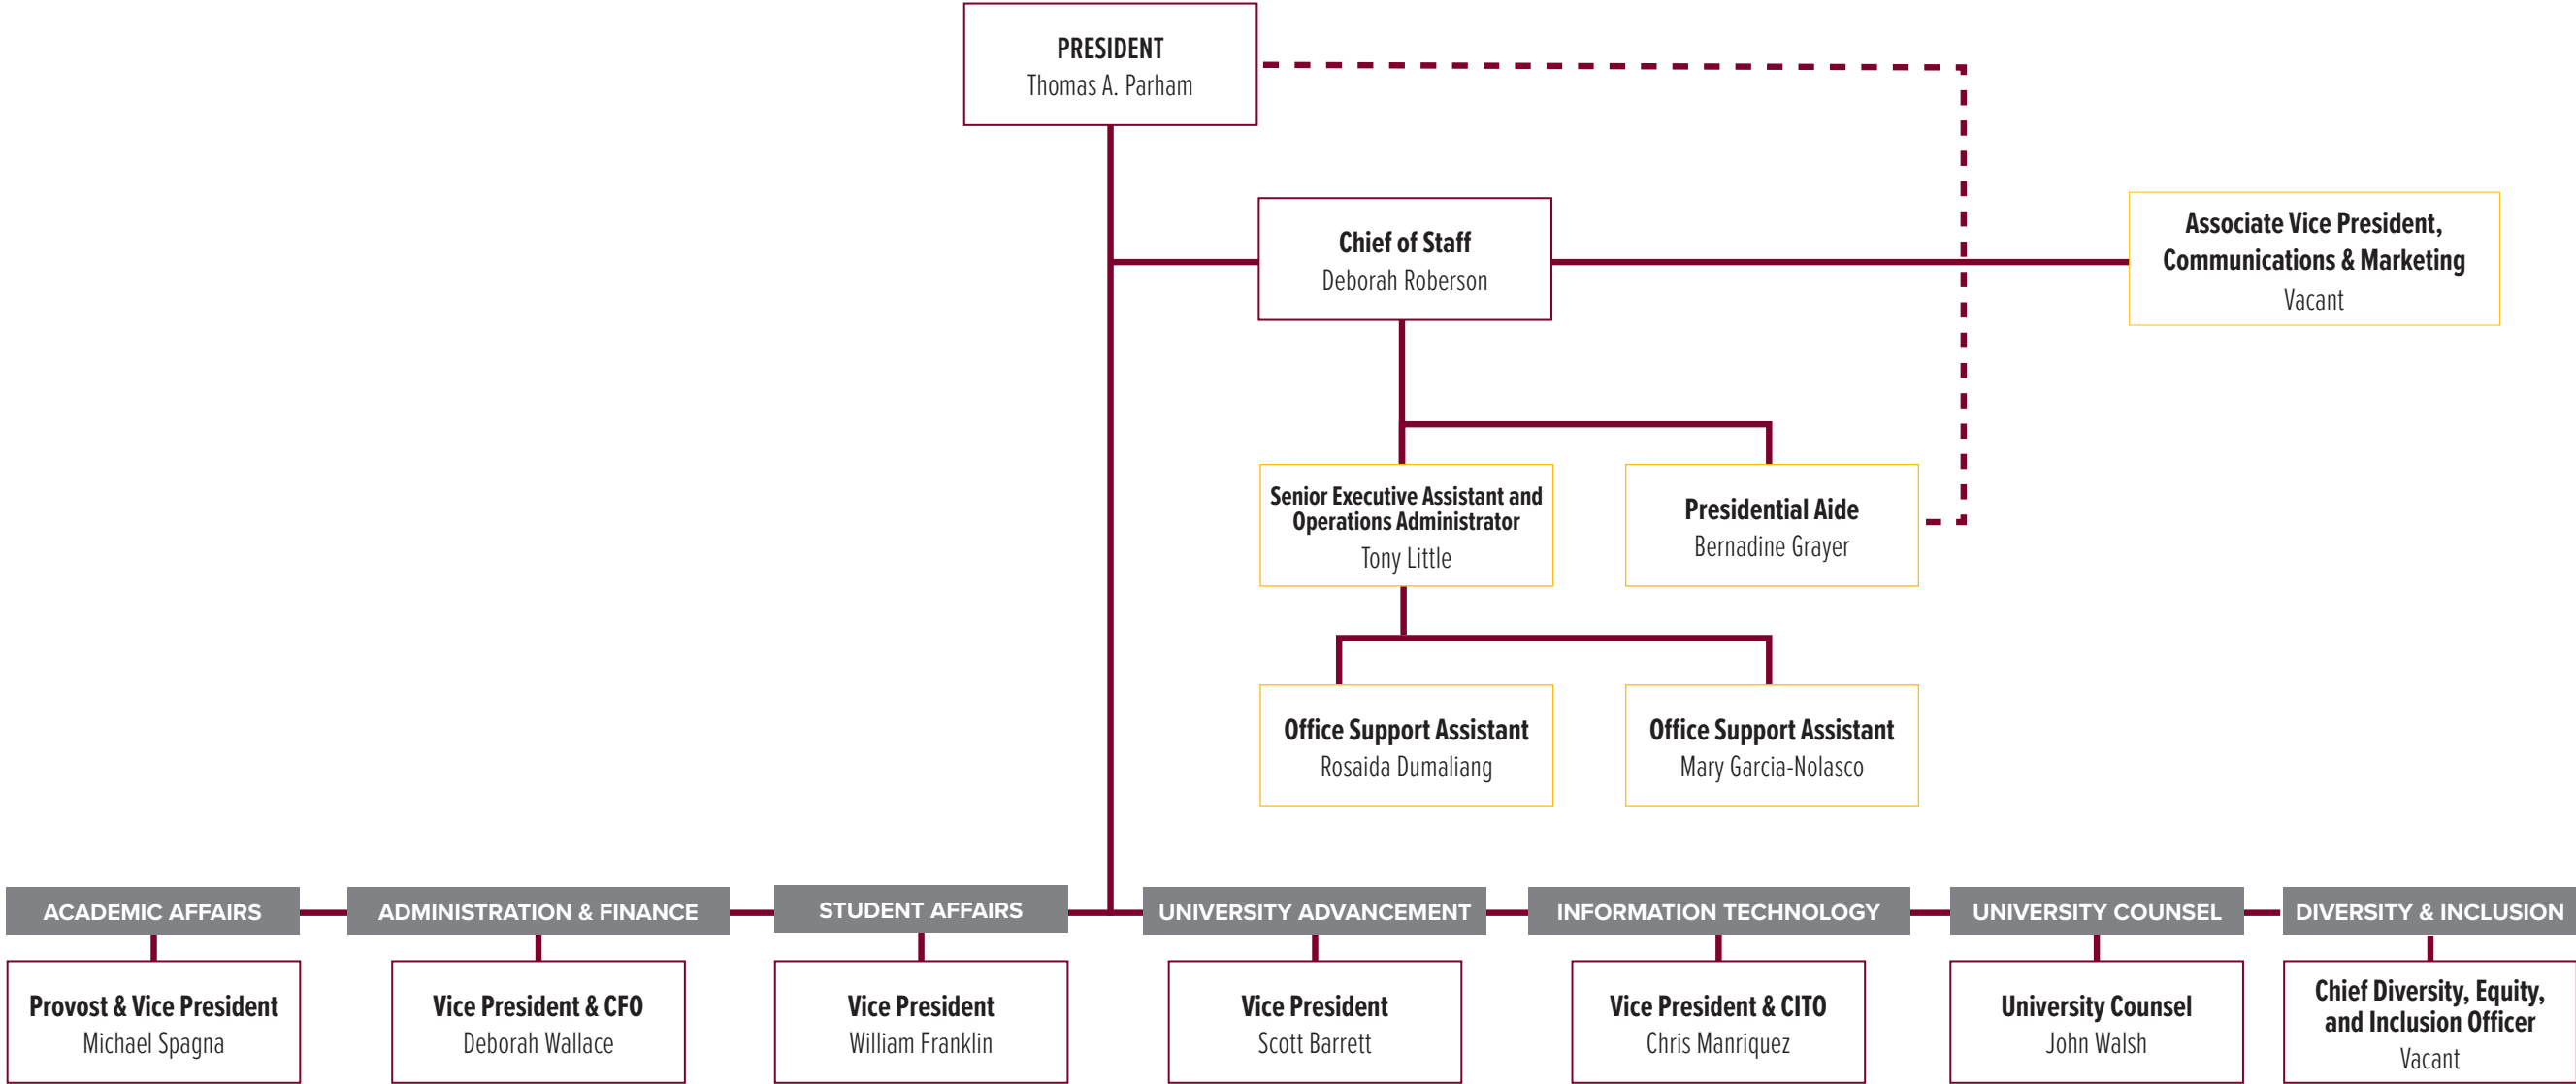 PRESIDENT
Thomas A. Parham
Chief of Staff
Deborah Roberson
Associate Vice President,
Communications & Marketing
Vacant
Senior Executive Assistant and
Operations Administrator
Tony Little
Presidential Aide
Bernadine Grayer
Office Support Assistant
Rosaida Dumaliang
Office Support Assistant
Mary Garcia-Nolasco
ACADEMIC AFFAIRS
Provost & Vice President
Michael Spagna
ADMINISTRATION & FINANCE
Vice President & CFO
Deborah Wallace
STUDENT AFFAIRS
Vice President
William Franklin
UNIVERSITY ADVANCEMENT
Vice President
Scott Barrett
INFORMATION TECHNOLOGY
Vice President & CITO
Chris Manriquez
UNIVERSITY COUNSEL
University Counsel
John Walsh
DIVERSITY & INCLUSION
Chief Diversity, Equity,
and Inclusion Officer
Vacant